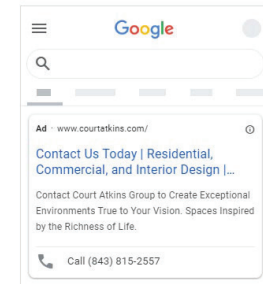 Google
Ad · www.courtatkins.com/
Contact Us Today | Residential,
Commercial, and Interior Design |...
Contact Court Atkins Group to Create Exceptional
Environments True to Your Vision. Spaces Inspired
by the Richness of Life.
Call (843) 815-2557